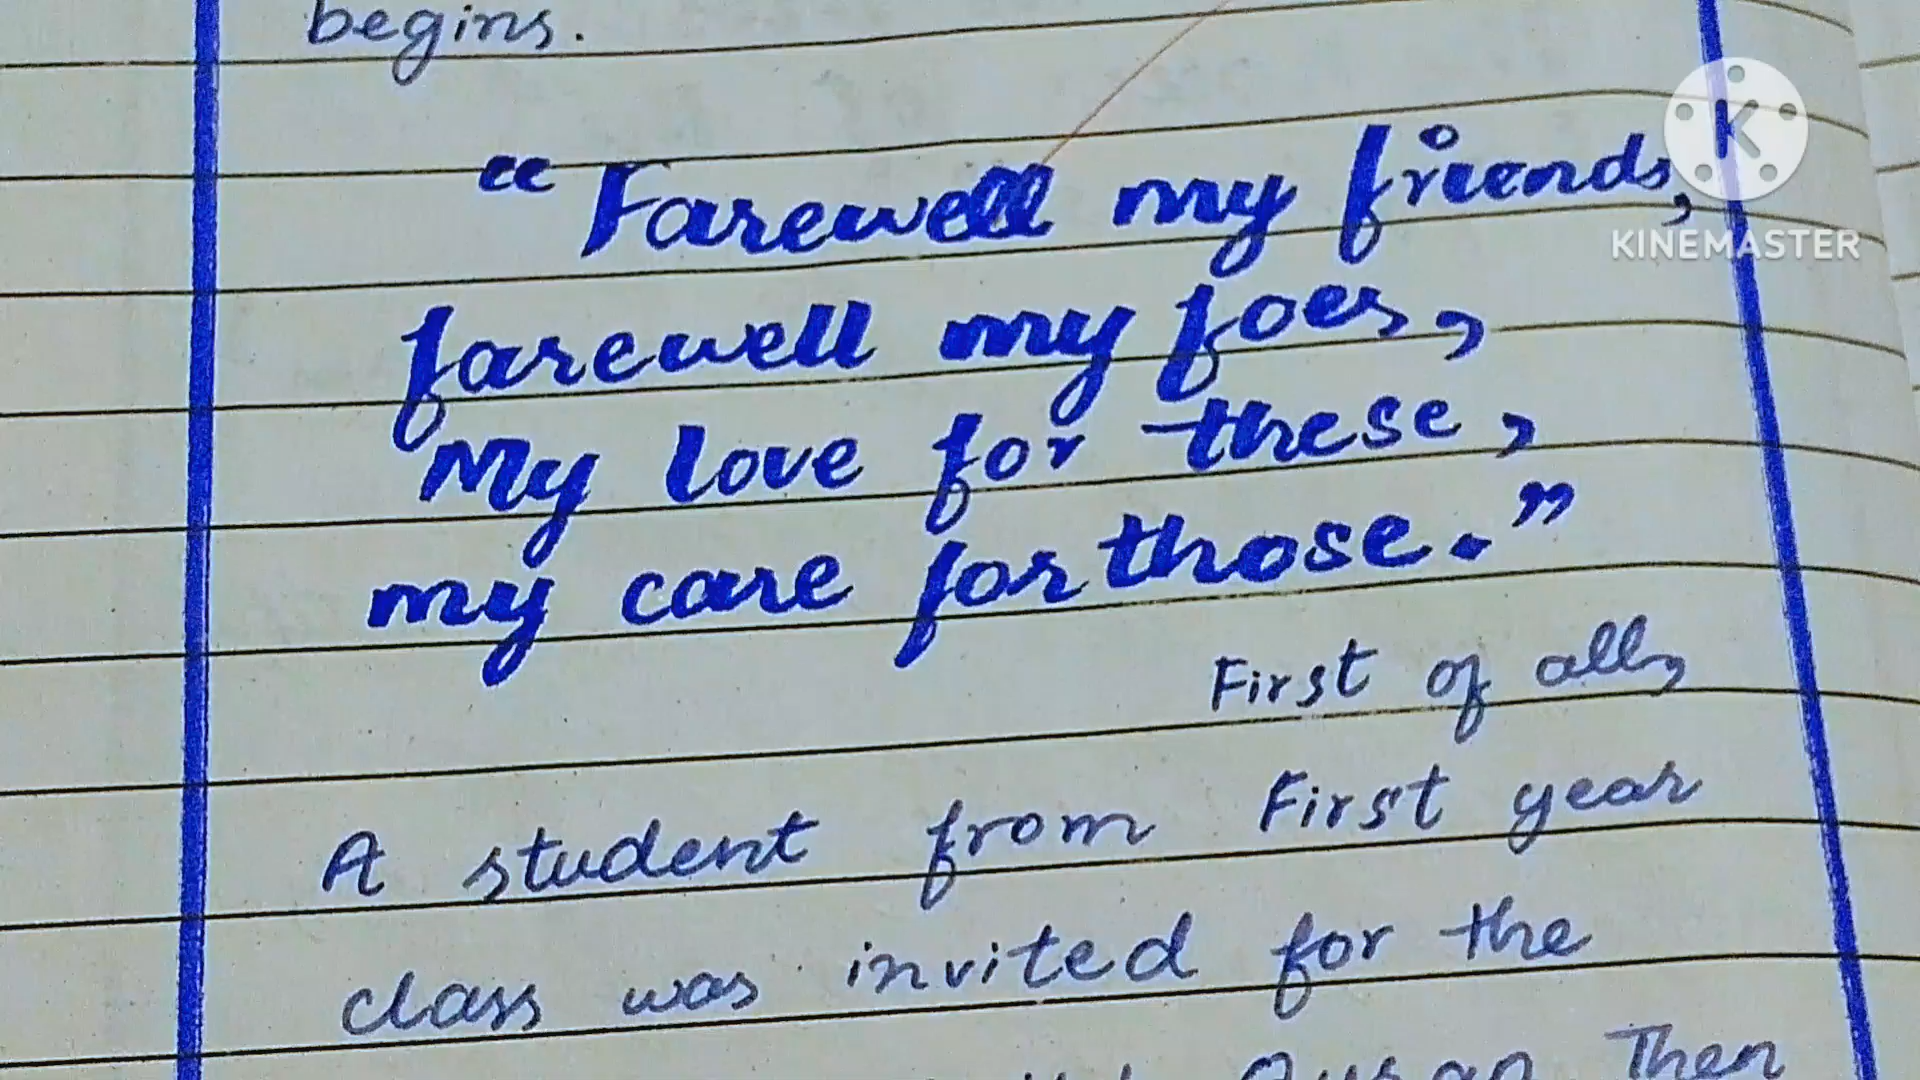 begins.
"Farewell my friends,
farewell my foes,
My love for these,
my care for those."
First of all,
A student from First year
class was invited for the
Quran Then
KINEMASTER